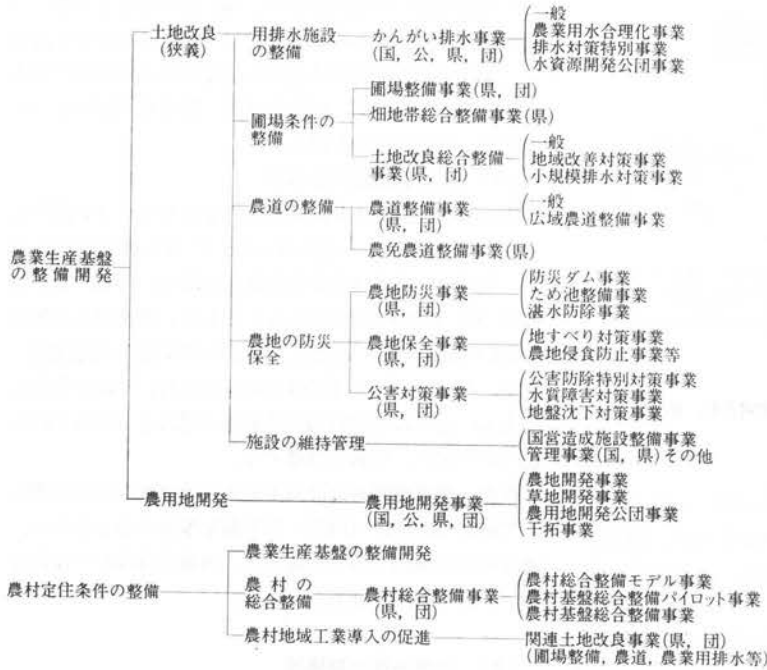 土地改良
(狭義)
用排水施設
の整備
かんがい排水事業
(国, 公, 県, 団)
一般
農業用水合理化事業
排水対策特別事業
水資源開発公団事業
圃場条件の
整備
圃場整備事業(県, 団)
畑地帯総合整備事業(県)
土地改良総合整備
事業(県, 団)
一般
地域改善対策事業
小規模排水対策事業
農道の整備
農道整備事業
(県, 団)
一般
広域農道整備事業
農免農道整備事業(県)
農業生産基盤
の整備開発
農地の防災
保全
農地防災事業
(県, 団)
防災ダム事業
ため池整備事業
湛水防除事業
農地保全事業
(県, 団)
地すべり対策事業
農地侵食防止事業等
公害対策事業
(県, 団)
公害防除特別対策事業
水質障害対策事業
地盤沈下対策事業
施設の維持管理
国営造成施設整備事業
管理事業(国, 県)その他
農用地開発
農用地開発事業
(国, 公, 県, 団)
農地開発事業
草地開発事業
農用地開発公団事業
干拓事業
農村定住条件の整備
農業生産基盤の整備開発
農村の
総合整備
農村総合整備事業
(県, 団)
農村総合整備モデル事業
農村基盤総合整備パイロット事業
農村基盤総合整備事業
農村地域工業導入の促進
関連土地改良事業(県, 団)
(圃場整備, 農道, 農業用排水等)